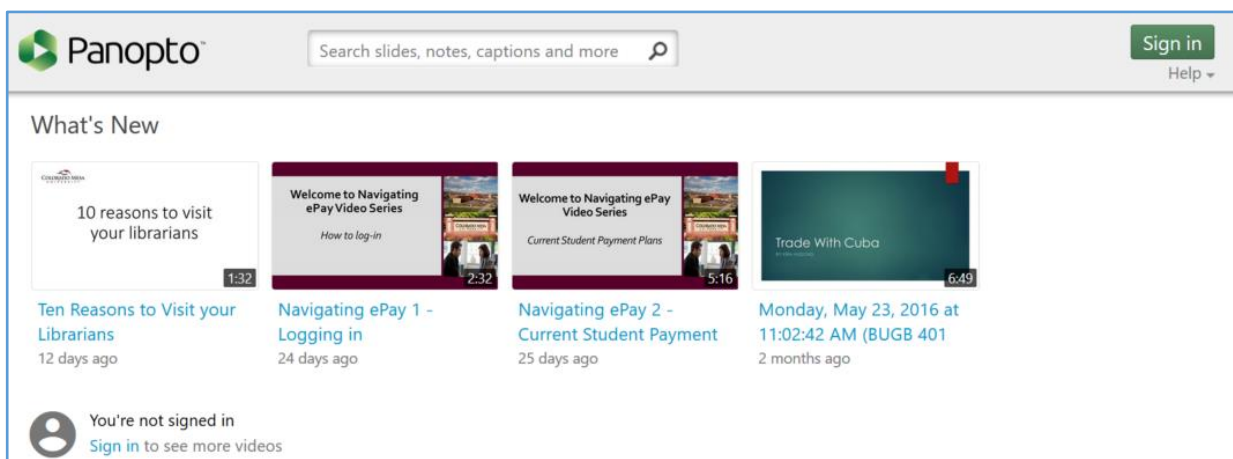 Panopto™
Search slides, notes, captions and more
Sign in
Help
What's New
COLORADO MESA
UNIVERSITY
10 reasons to visit
your librarians
1:32
Welcome to Navigating
ePay Video Series
How to log-in
2:32
Welcome to Navigating ePay
Video Series
Current Student Payment Plans
5:16
Trade With Cuba
6:49
Ten Reasons to Visit your
Librarians
12 days ago
Navigating ePay 1 -
Logging in
24 days ago
Navigating ePay 2 -
Current Student Payment
25 days ago
Monday, May 23, 2016 at
11:02:42 AM (BUGB 401
2 months ago
You're not signed in
Sign in to see more videos